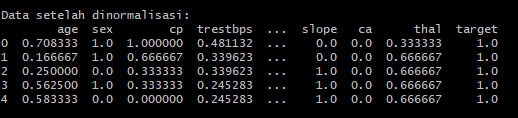 Data setelah dinormalisasi:
age sex cp trestbps ... slope ca thal target
0 0.708333 1.0 1.000000 0.481132 ... 0.0 0.0 0.333333 1.0
1 0.166667 1.0 0.666667 0.339623 ... 0.0 0.0 0.666667 1.0
2 0.250000 0.0 0.333333 0.339623 ... 1.0 0.0 0.666667 1.0
3 0.562500 1.0 0.333333 0.245283 ... 1.0 0.0 0.666667 1.0
4 0.583333 0.0 0.000000 0.245283 ... 1.0 0.0 0.666667 1.0